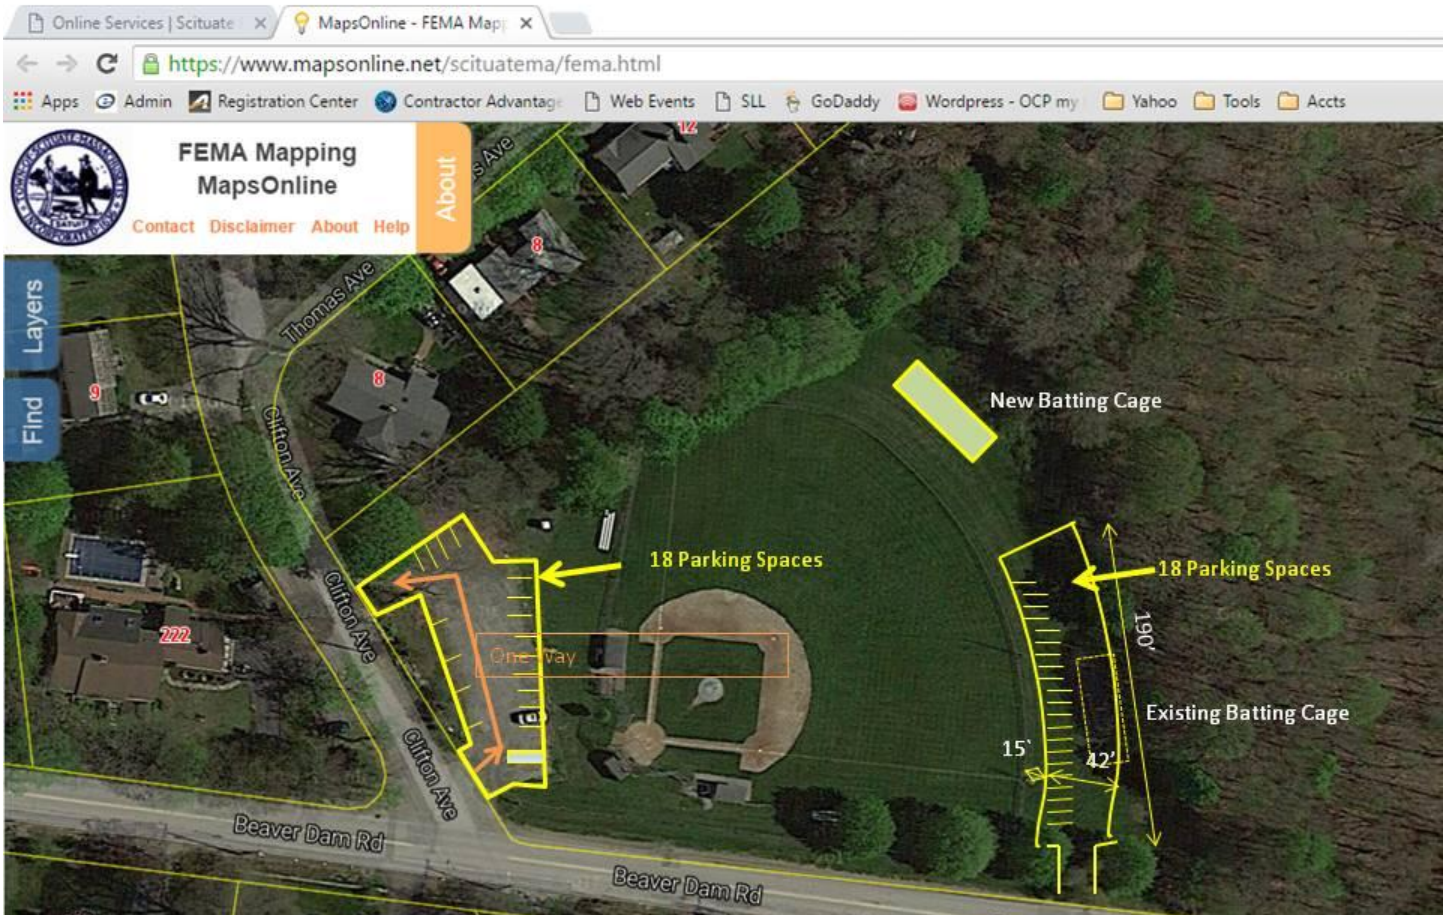 Online Services | Scituate
MapsOnline - FEMA Mapp
https://www.mapsonline.net/scituatema/fema.html
Apps Admin Registration Center Contractor Advantage Web Events SLL GoDaddy Wordpress - OCP my Yahoo Tools Accts
FEMA Mapping
MapsOnline
Contact Disclaimer About Help
About
Layers
Find
12
s Ave
8
Thomas Ave
8
9
Clifton Ave
New Batting Cage
18 Parking Spaces
18 Parking Spaces
Clifton Ave
222
One Way
190'
Existing Batting Cage
15`
42'
Clifton Ave
Beaver Dam Rd
Beaver Dam Rd